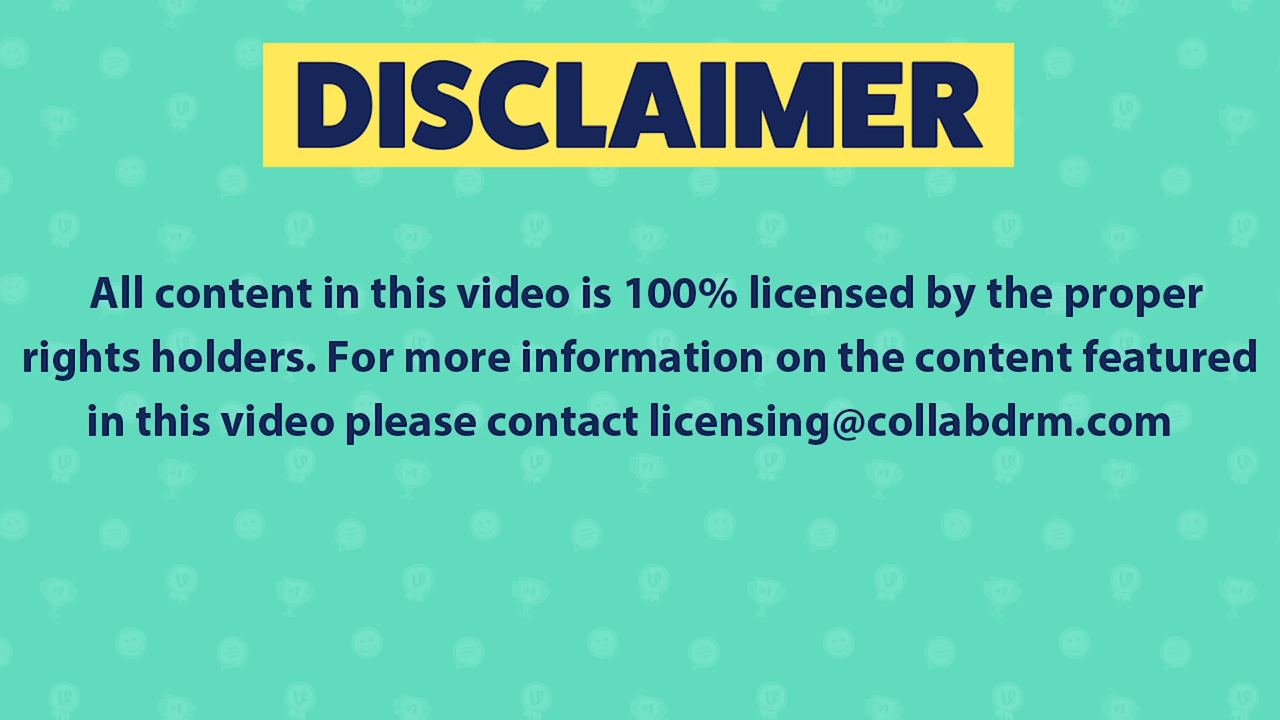 DISCLAIMER
All content in this video is 100% licensed by the proper
rights holders. For more information on the content featured
in this video please contact licensing@collabdrm.com